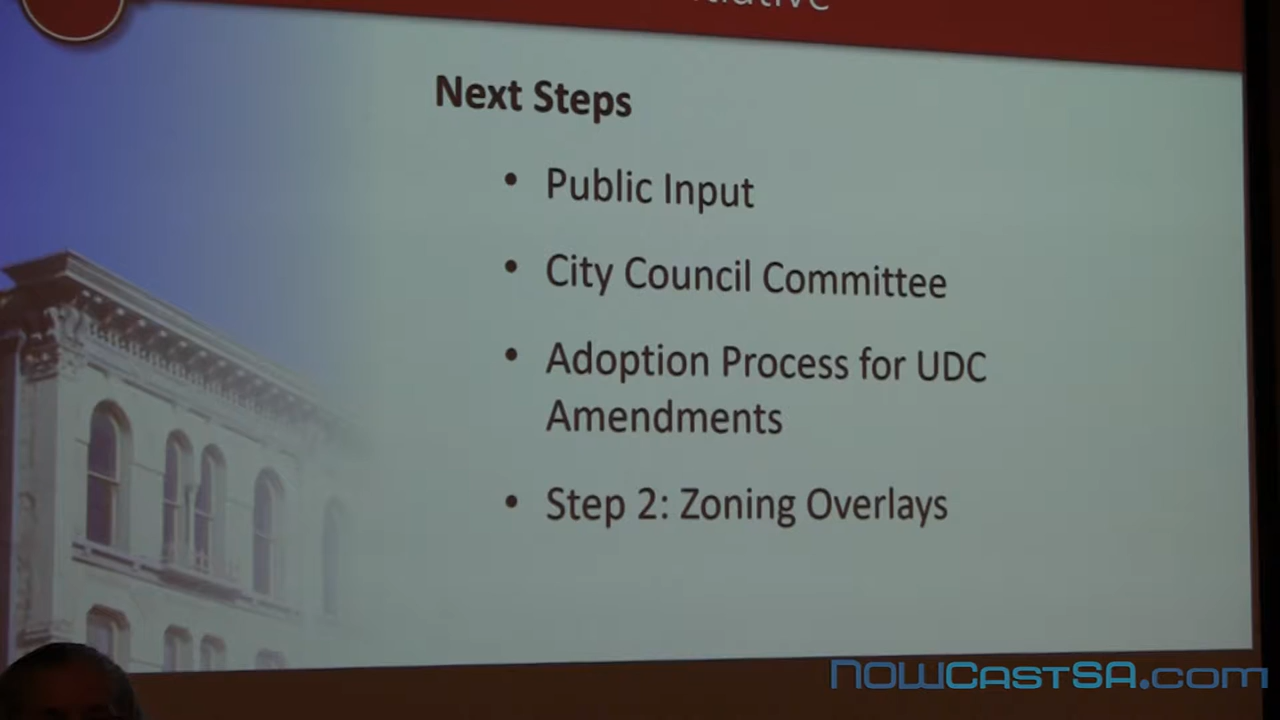 Next Steps
• Public Input
• City Council Committee
• Adoption Process for UDC
Amendments
• Step 2: Zoning Overlays
NOWCASTSA.com